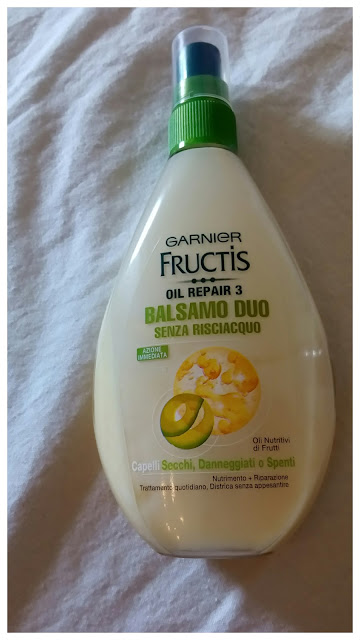 GARNIER
FRUCTIS
OIL REPAIR 3
BALSAMO DUO
SENZA RISCIACQUO
AZIONE
IMMEDIATA
Oli Nutritivi
di Frutti
Capelli Secchi, Danneggiati o Spenti
Nutrimento + Riparazione
Trattamento quotidiano, Districa senza appesantire